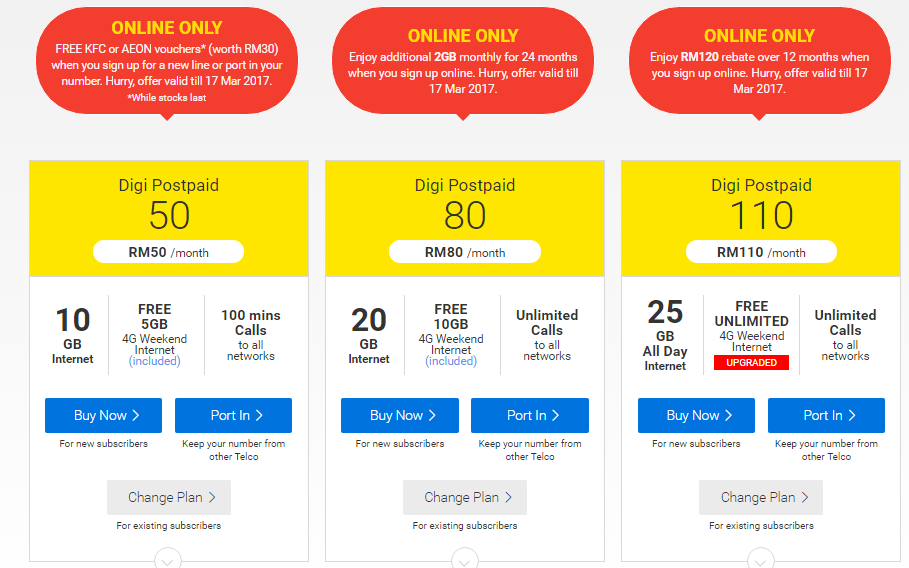 ONLINE ONLY
FREE KFC or AEON vouchers* (worth RM30)
when you sign up for a new line or port in your
number. Hurry, offer valid till 17 Mar 2017.
*While stocks last
ONLINE ONLY
Enjoy additional 2GB monthly for 24 months
when you sign up online. Hurry, offer valid till
17 Mar 2017.
ONLINE ONLY
Enjoy RM120 rebate over 12 months when
you sign up online. Hurry, offer valid till 17
Mar 2017.
Digi Postpaid
50
RM50 /month
10
GB
Internet
FREE
5GB
4G Weekend
Internet
(included)
100 mins
Calls
to all
networks
Buy Now
For new subscribers
Port In
Keep your number from
other Telco
Change Plan
For existing subscribers
Digi Postpaid
80
RM80 /month
20
GB
Internet
FREE
10GB
4G Weekend
Internet
(included)
Unlimited
Calls
to all
networks
Buy Now
For new subscribers
Port In
Keep your number from
other Telco
Change Plan
For existing subscribers
Digi Postpaid
110
RM110 /month
25
GB
All Day
Internet
FREE
UNLIMITED
4G Weekend
Internet
UPGRADED
Unlimited
Calls
to all
networks
Buy Now
For new subscribers
Port In
Keep your number from
other Telco
Change Plan
For existing subscribers